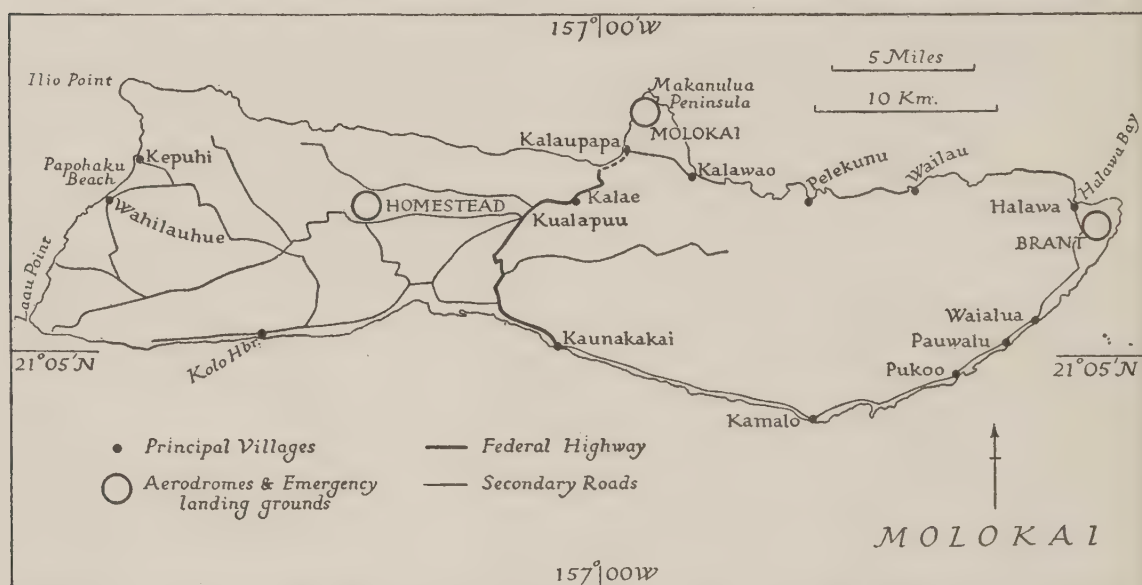 157°00'W
Ilio Point
5 Miles
Makanulua
Peninsula
10 Km.
MOLOKAI
Kalaupapa
Kepuhi
Papohaku
Beach
Kalawao
Pelekunu
Wailau
Halawa Bay
Wahilauhue
HOMESTEAD
Kalae
Kualapuu
Halawa
BRANT
Laau Point
Waialua
Pauwalu
Kolo Hbr.
Kaunakakai
21°05'N
21°05'N
Pukoo
Kamalo
Principal Villages
Federal Highway
Aerodromes & Emergency
landing grounds
Secondary Roads
MOLOKAI
157°00'W